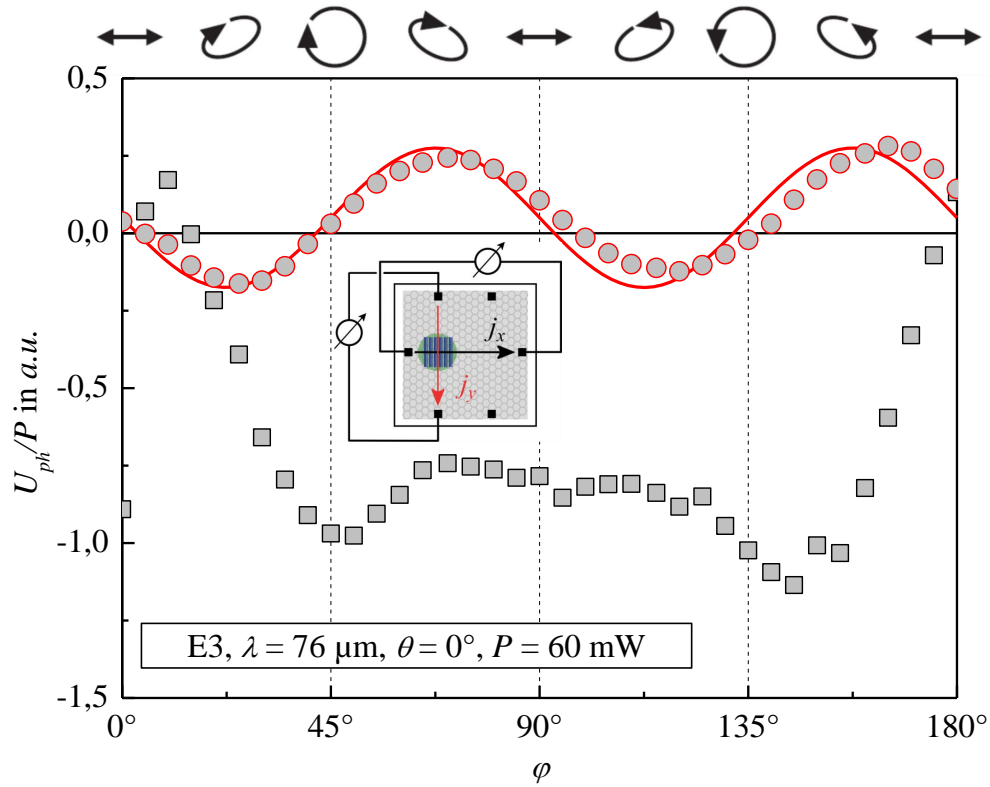 0,5
0,0
-0,5
-1,0
-1,5
U_ph/P in a.u.
j_x
j_y
E3, λ = 76 μm, θ = 0°, P = 60 mW
0° 45° 90° 135° 180°
φ